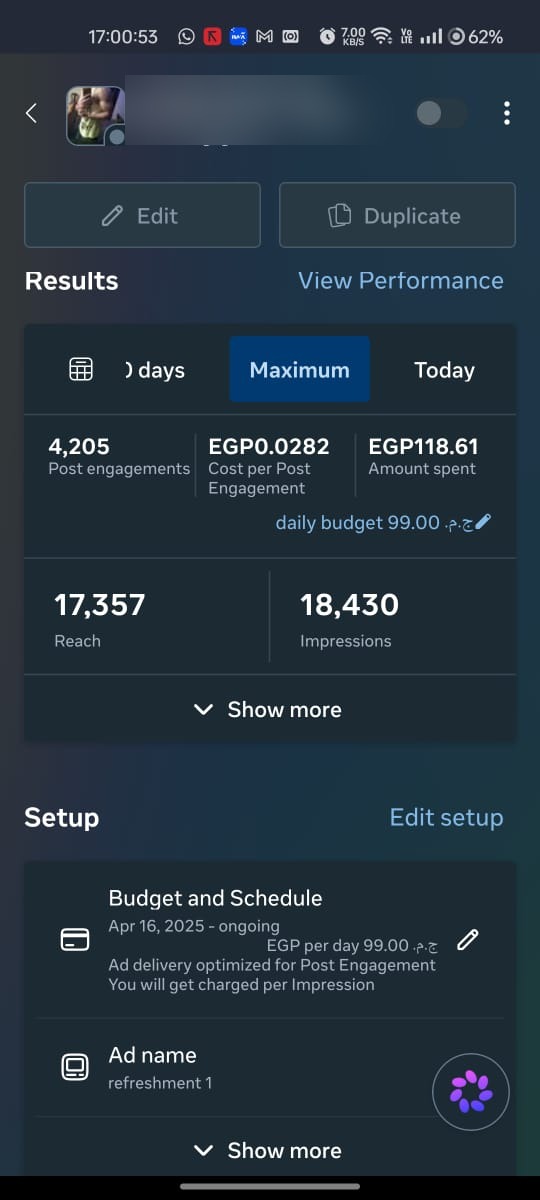 17:00:53
7.00 KB/S
Vo LTE
62%
Edit
Duplicate
Results
View Performance
days
Maximum
Today
4,205
EGP0.0282
EGP118.61
Post engagements
Cost per Post Engagement
Amount spent
daily budget 99.00 ج.م.
17,357
18,430
Reach
Impressions
Show more
Setup
Edit setup
Budget and Schedule
Apr 16, 2025 - ongoing
EGP per day 99.00 ج.م.
Ad delivery optimized for Post Engagement
You will get charged per Impression
Ad name
refreshment 1
Show more